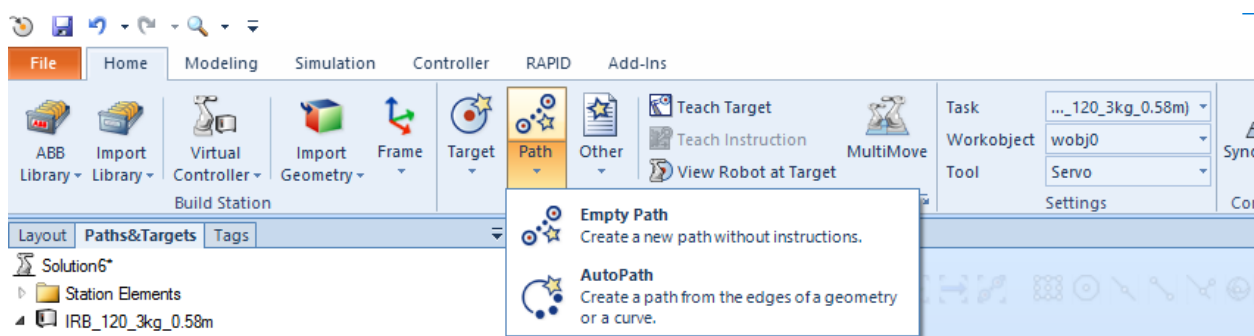 File Home Modeling Simulation Controller RAPID Add-Ins
ABB Library
Import Library
Virtual Controller
Import Geometry
Frame
Build Station
Target
Path
Other
Teach Target
Teach Instruction
View Robot at Target
MultiMove
Task ..._120_3kg_0.58m)
Workobject wobj0
Tool Servo
Settings
Empty Path
Create a new path without instructions.
AutoPath
Create a path from the edges of a geometry
or a curve.
Layout Paths&Targets Tags
Solution6*
Station Elements
IRB_120_3kg_0.58m